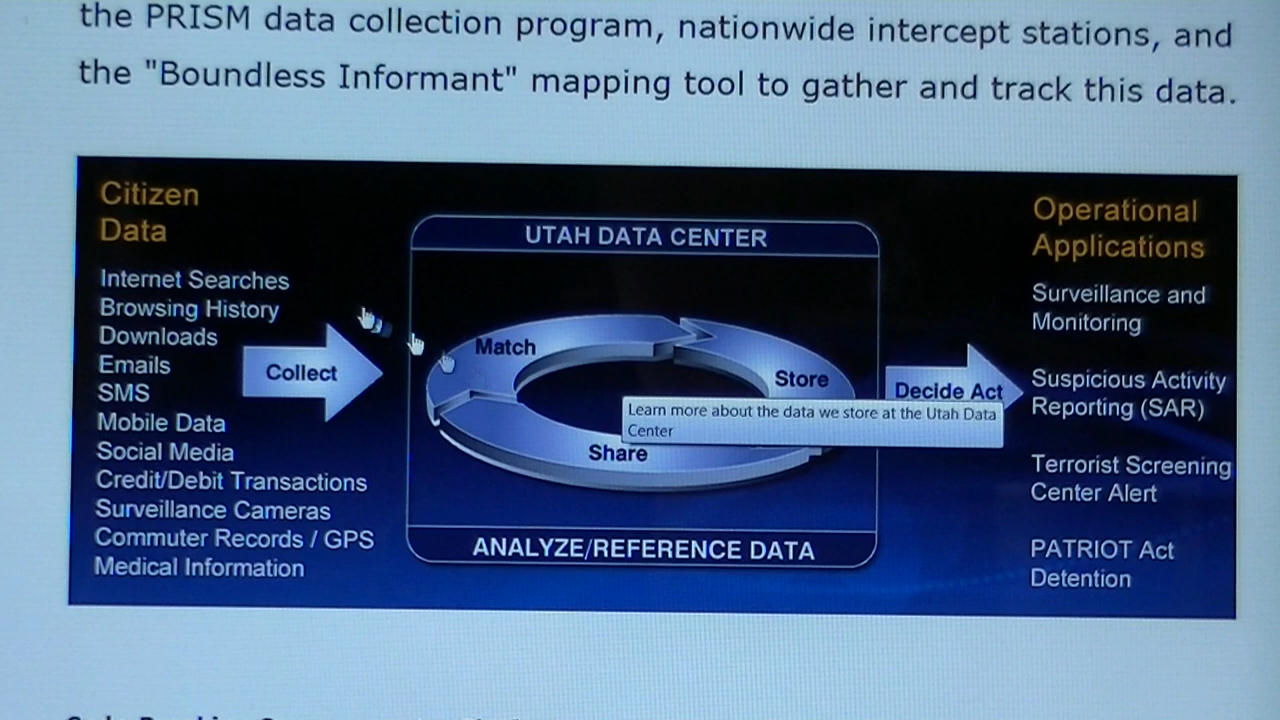 the PRISM data collection program, nationwide intercept stations, and
the "Boundless Informant" mapping tool to gather and track this data.
Citizen
Data
Internet Searches
Browsing History
Downloads
Emails
SMS
Mobile Data
Social Media
Credit/Debit Transactions
Surveillance Cameras
Commuter Records / GPS
Medical Information
Collect
UTAH DATA CENTER
Match
Store
Share
Learn more about the data we store at the Utah Data
Center
ANALYZE/REFERENCE DATA
Decide Act
Operational
Applications
Surveillance and
Monitoring
Suspicious Activity
Reporting (SAR)
Terrorist Screening
Center Alert
PATRIOT Act
Detention